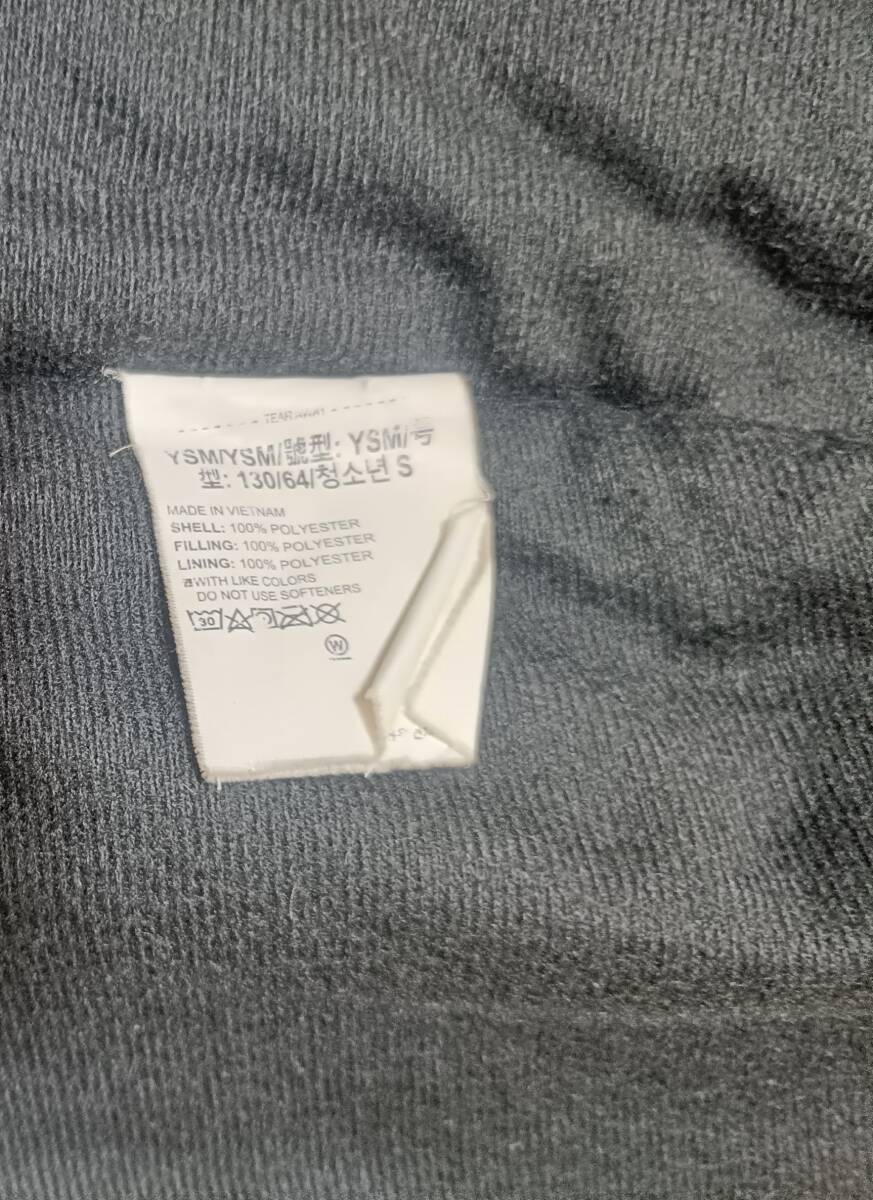 - - - - - - - TEAR AWAY - - - - - - -
YSM/YSM/號型: YSM/号
型: 130/64/청소년 S
MADE IN VIETNAM
SHELL: 100% POLYESTER
FILLING: 100% POLYESTER
LINING: 100% POLYESTER
WITH LIKE COLORS
DO NOT USE SOFTENERS
30
W